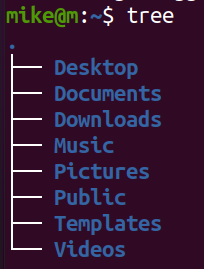 mike@m:~$ tree
.
├── Desktop
├── Documents
├── Downloads
├── Music
├── Pictures
├── Public
├── Templates
└── Videos